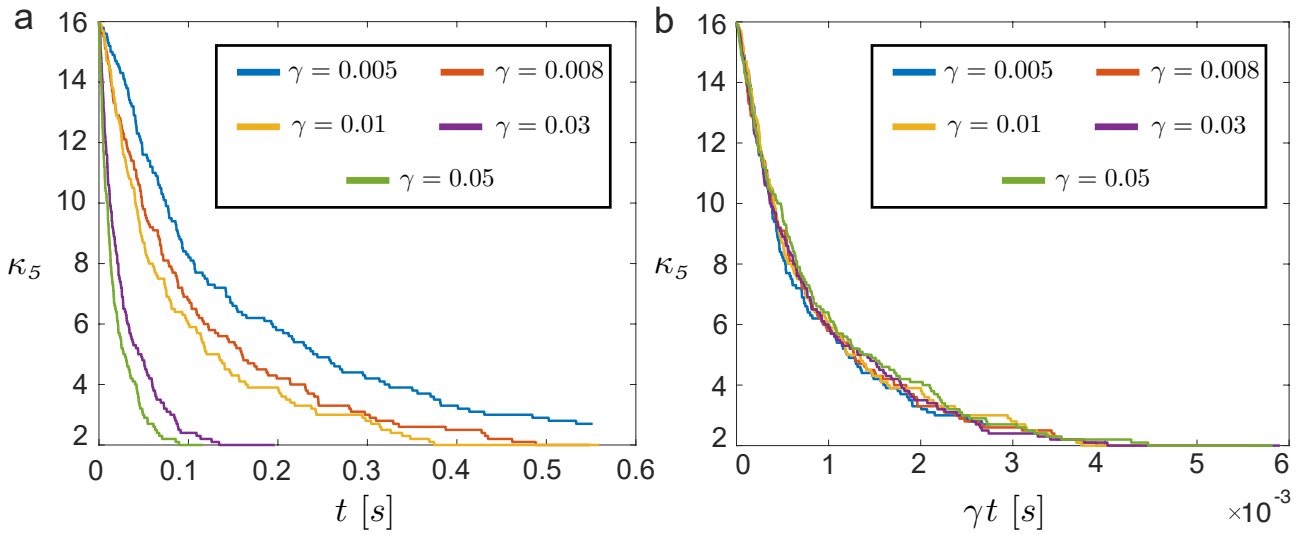 a
16
14
12
10
8
6
4
2
κ₅
γ = 0.005
γ = 0.008
γ = 0.01
γ = 0.03
γ = 0.05
0
0.1
0.2
0.3
0.4
0.5
0.6
t [s]
b
16
14
12
10
8
6
4
2
κ₅
γ = 0.005
γ = 0.008
γ = 0.01
γ = 0.03
γ = 0.05
0
1
2
3
4
5
6
×10⁻³
γt [s]